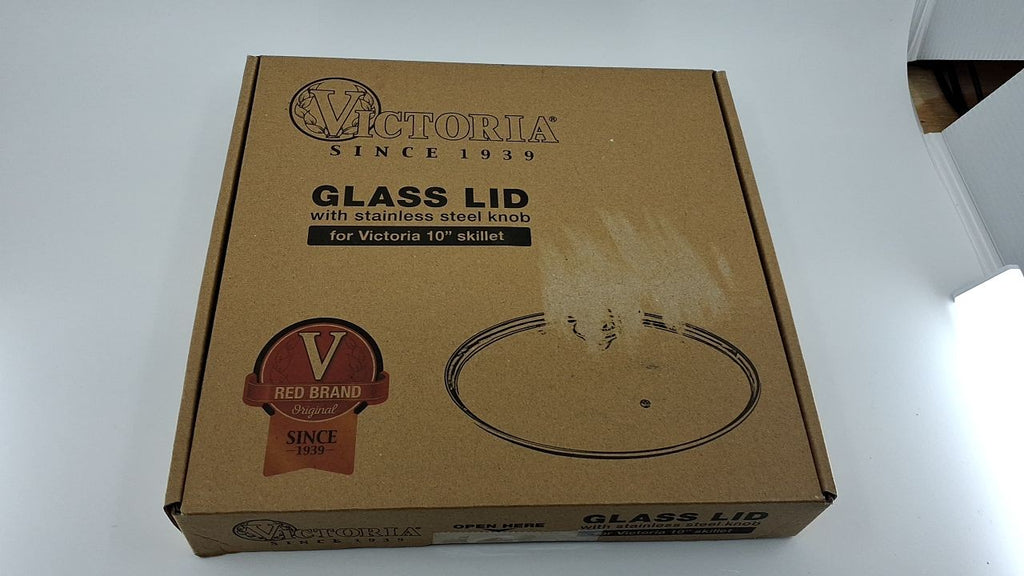 VICTORIA®
SINCE 1939
GLASS LID
with stainless steel knob
for Victoria 10" skillet
V
RED BRAND
Original
SINCE
1939
VICTORIA
SINCE 1939
OPEN HERE
GLASS LID
with stainless steel knob
for Victoria 10" skillet